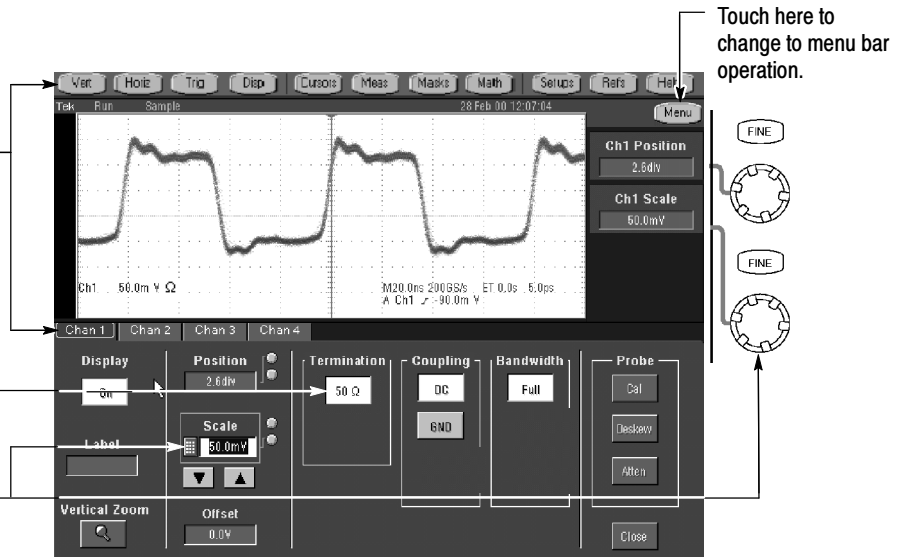 Touch here to
change to menu bar
operation.
Vert Horiz Trig Disp Cursors Meas Masks Math Setups Refs Help
Tek Run Sample 28 Feb 00 12:07:04
Menu
FINE
Ch1 Position
2.6div
Ch1 Scale
50.0mV
FINE
Ch1 50.0m V Ω
M20.0ns 200GS/s ET 0.0s 5.0ps
A Ch1 -90.0m V
Chan 1 Chan 2 Chan 3 Chan 4
Display Position Termination Coupling Bandwidth Probe
On 2.6div 50 Ω DC Full Cal
Scale GND Deskew
Label 50.0mV
Atten
Vertical Zoom Offset
0.0V Close